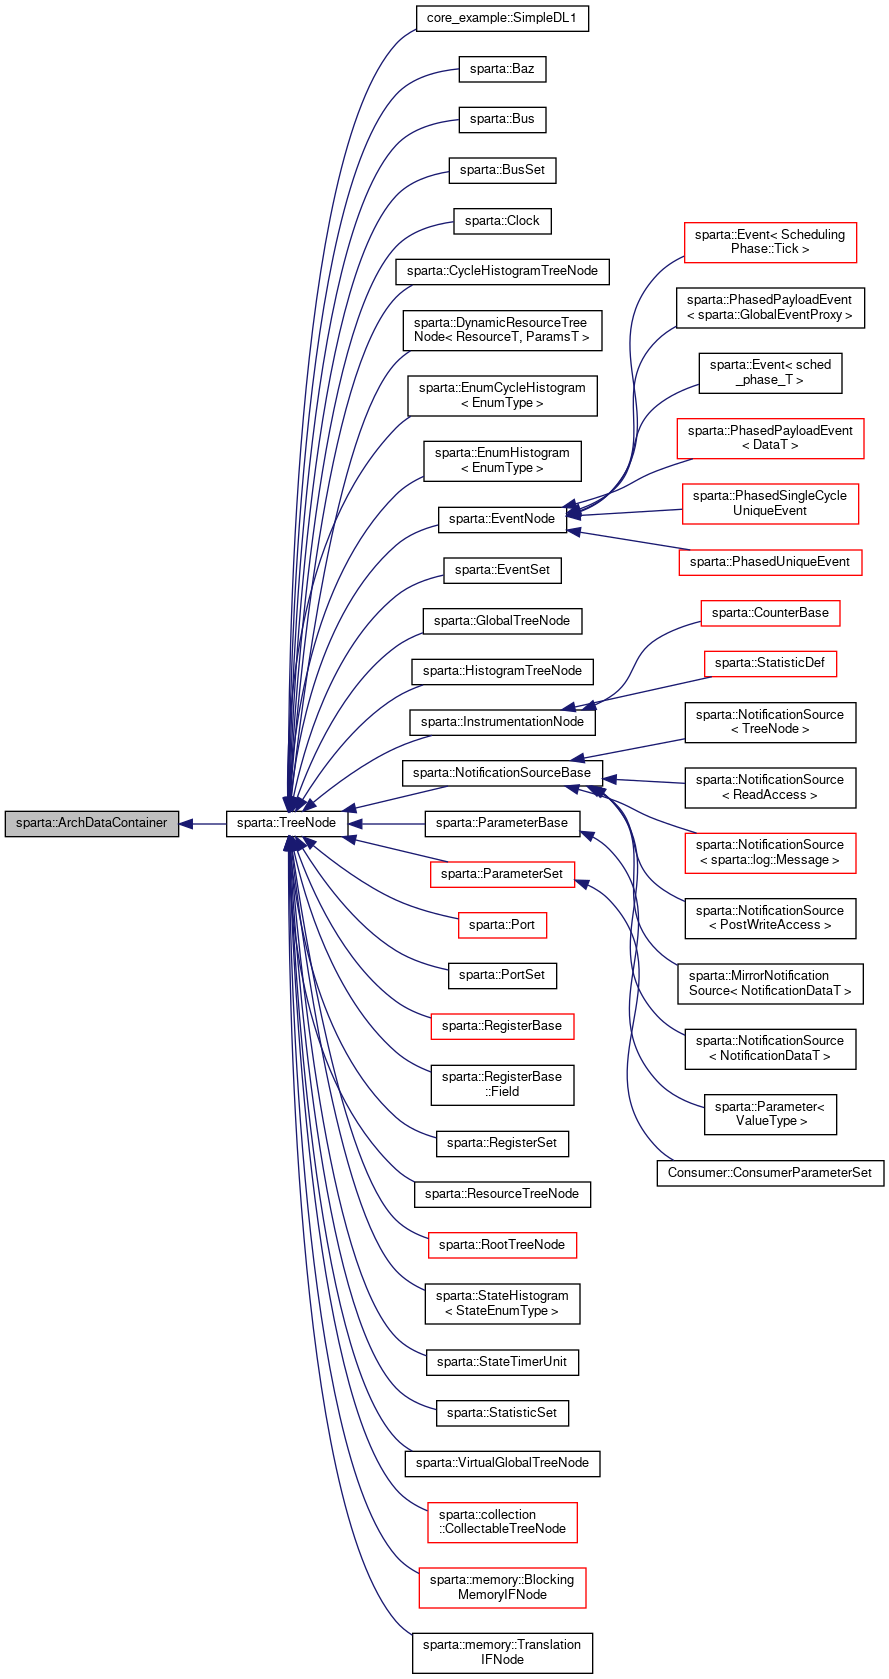 sparta::ArchDataContainer
sparta::TreeNode
core_example::SimpleDL1
sparta::Baz
sparta::Bus
sparta::BusSet
sparta::Clock
sparta::CycleHistogramTreeNode
sparta::DynamicResourceTree
Node< ResourceT, ParamsT >
sparta::EnumCycleHistogram
< EnumType >
sparta::EnumHistogram
< EnumType >
sparta::EventNode
sparta::EventSet
sparta::GlobalTreeNode
sparta::HistogramTreeNode
sparta::InstrumentationNode
sparta::NotificationSourceBase
sparta::ParameterBase
sparta::ParameterSet
sparta::Port
sparta::PortSet
sparta::RegisterBase
sparta::RegisterBase
::Field
sparta::RegisterSet
sparta::ResourceTreeNode
sparta::RootTreeNode
sparta::StateHistogram
< StateEnumType >
sparta::StateTimerUnit
sparta::StatisticSet
sparta::VirtualGlobalTreeNode
sparta::collection
::CollectableTreeNode
sparta::memory::Blocking
MemoryIFNode
sparta::memory::Translation
IFNode
sparta::Event< Scheduling
Phase::Tick >
sparta::PhasedPayloadEvent
< sparta::GlobalEventProxy >
sparta::Event< sched
_phase_T >
sparta::PhasedPayloadEvent
< DataT >
sparta::PhasedSingleCycle
UniqueEvent
sparta::PhasedUniqueEvent
sparta::CounterBase
sparta::StatisticDef
sparta::NotificationSource
< TreeNode >
sparta::NotificationSource
< ReadAccess >
sparta::NotificationSource
< sparta::log::Message >
sparta::NotificationSource
< PostWriteAccess >
sparta::MirrorNotification
Source< NotificationDataT >
sparta::NotificationSource
< NotificationDataT >
sparta::Parameter<
ValueType >
Consumer::ConsumerParameterSet